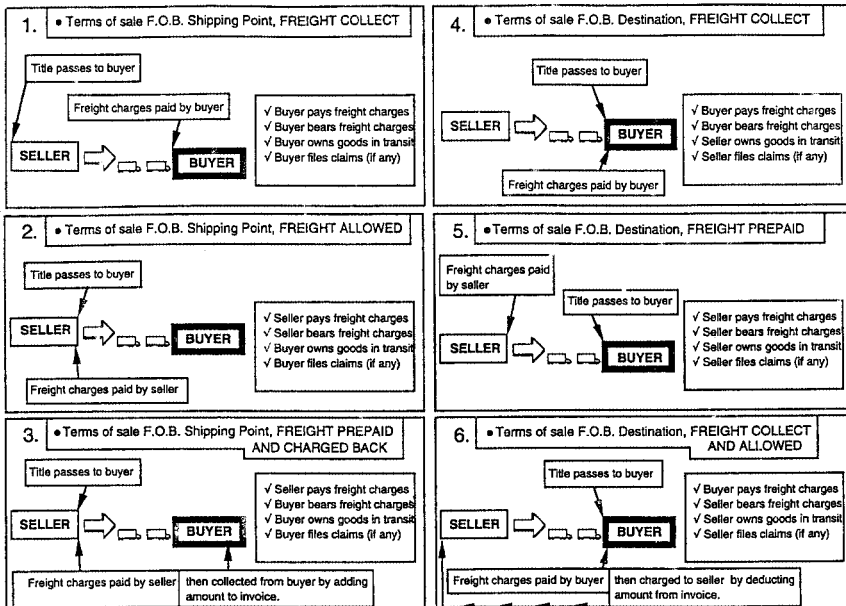 1. • Terms of sale F.O.B. Shipping Point, FREIGHT COLLECT
Title passes to buyer
Freight charges paid by buyer
SELLER
BUYER
√ Buyer pays freight charges
√ Buyer bears freight charges
√ Buyer owns goods in transit
√ Buyer files claims (if any)
2. • Terms of sale F.O.B. Shipping Point, FREIGHT ALLOWED
Title passes to buyer
SELLER
BUYER
Freight charges paid by seller
√ Seller pays freight charges
√ Seller bears freight charges
√ Buyer owns goods in transit
√ Buyer files claims (if any)
3. • Terms of sale F.O.B. Shipping Point, FREIGHT PREPAID
AND CHARGED BACK
Title passes to buyer
SELLER
BUYER
√ Seller pays freight charges
√ Buyer bears freight charges
√ Buyer owns goods in transit
√ Buyer files claims (if any)
Freight charges paid by seller
then collected from buyer by adding
amount to invoice.
4. • Terms of sale F.O.B. Destination, FREIGHT COLLECT
Title passes to buyer
SELLER
BUYER
Freight charges paid by buyer
√ Buyer pays freight charges
√ Buyer bears freight charges
√ Seller owns goods in transit
√ Seller files claims (if any)
5. • Terms of sale F.O.B. Destination, FREIGHT PREPAID
Freight charges paid
by seller
Title passes to buyer
SELLER
BUYER
√ Seller pays freight charges
√ Seller bears freight charges
√ Seller owns goods in transit
√ Seller files claims (if any)
6. • Terms of sale F.O.B. Destination, FREIGHT COLLECT
AND ALLOWED
Title passes to buyer
SELLER
BUYER
√ Buyer pays freight charges
√ Seller bears freight charges
√ Seller owns goods in transit
√ Seller files claims (if any)
Freight charges paid by buyer
then charged to seller by deducting
amount from invoice.